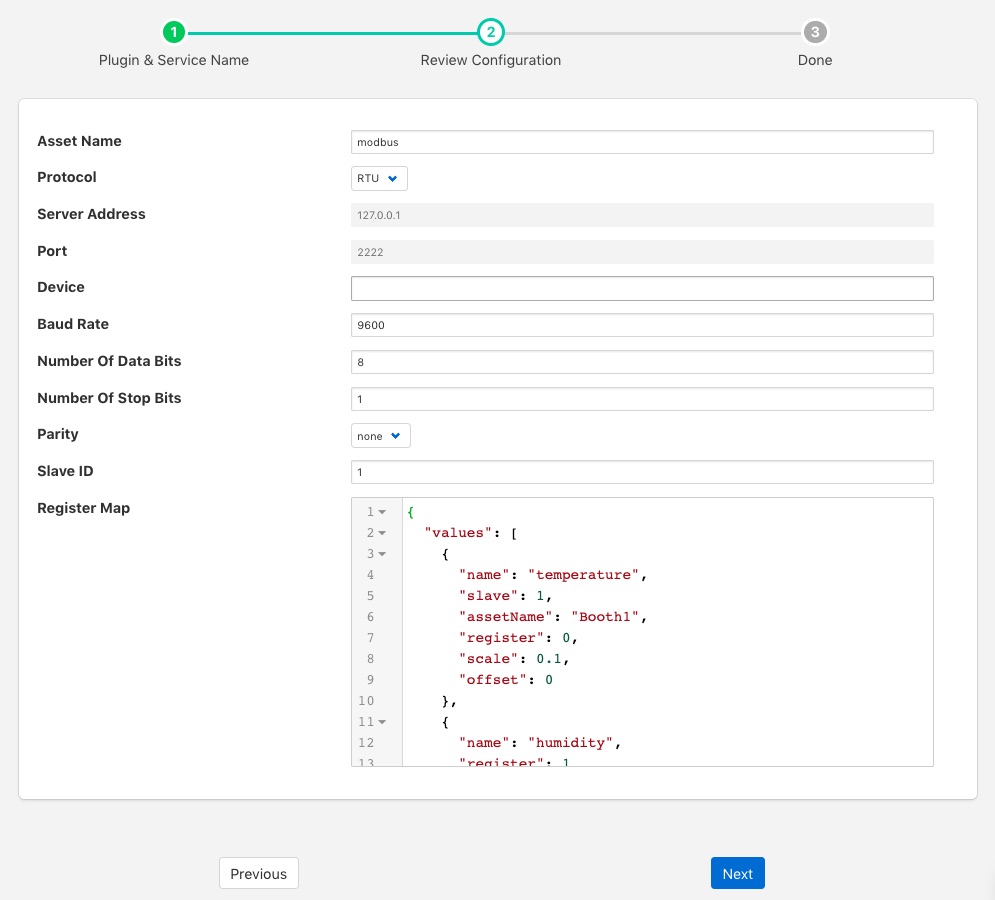 1 2 3
Plugin & Service Name Review Configuration Done
Asset Name modbus
Protocol RTU
Server Address 127.0.0.1
Port 2222
Device
Baud Rate 9600
Number Of Data Bits 8
Number Of Stop Bits 1
Parity none
Slave ID 1
Register Map
1 {
2 "values": [
3 {
4 "name": "temperature",
5 "slave": 1,
6 "assetName": "Booth1",
7 "register": 0,
8 "scale": 0.1,
9 "offset": 0
10 },
11 {
12 "name": "humidity",
13 "register": 1
Previous Next